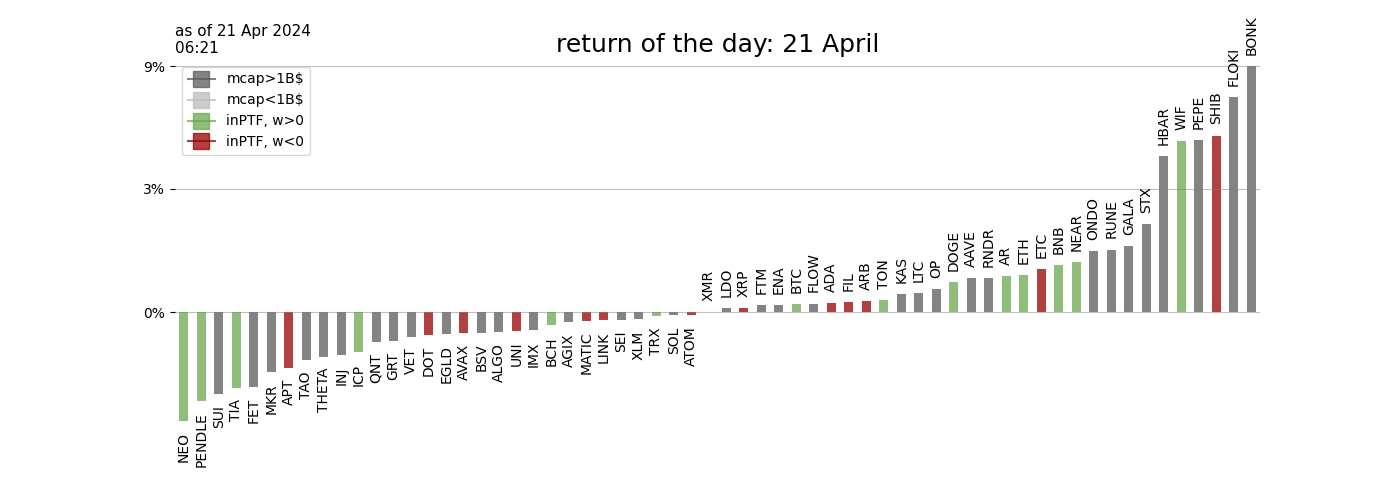 as of 21 Apr 2024
06:21
return of the day: 21 April
9%
3%
0%
mcap>1B$
mcap<1B$
inPTF, w>0
inPTF, w<0
NEO
PENDLE
SUI
TIA
FET
MKR
APT
TAO
THETA
INJ
ICP
QNT
GRT
VET
DOT
EGLD
AVAX
BSV
ALGO
UNI
IMX
BCH
AGIX
MATIC
LINK
SEI
XLM
TRX
SOL
ATOM
XMR
LDO
XRP
FTM
ENA
BTC
FLOW
ADA
FIL
ARB
TON
KAS
LTC
OP
DOGE
AAVE
RNDR
AR
ETH
ETC
BNB
NEAR
ONDO
RUNE
GALA
STX
HBAR
WIF
PEPE
SHIB
FLOKI
BONK